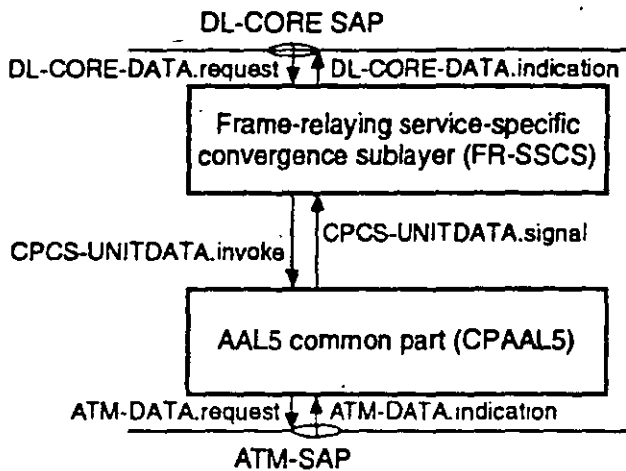 DL-CORE SAP
DL-CORE-DATA.request
DL-CORE-DATA.indication
Frame-relaying service-specific
convergence sublayer (FR-SSCS)
CPCS-UNITDATA.signal
CPCS-UNITDATA.invoke
AAL5 common part (CPAAL5)
ATM-DATA.request
ATM-DATA.indication
ATM-SAP